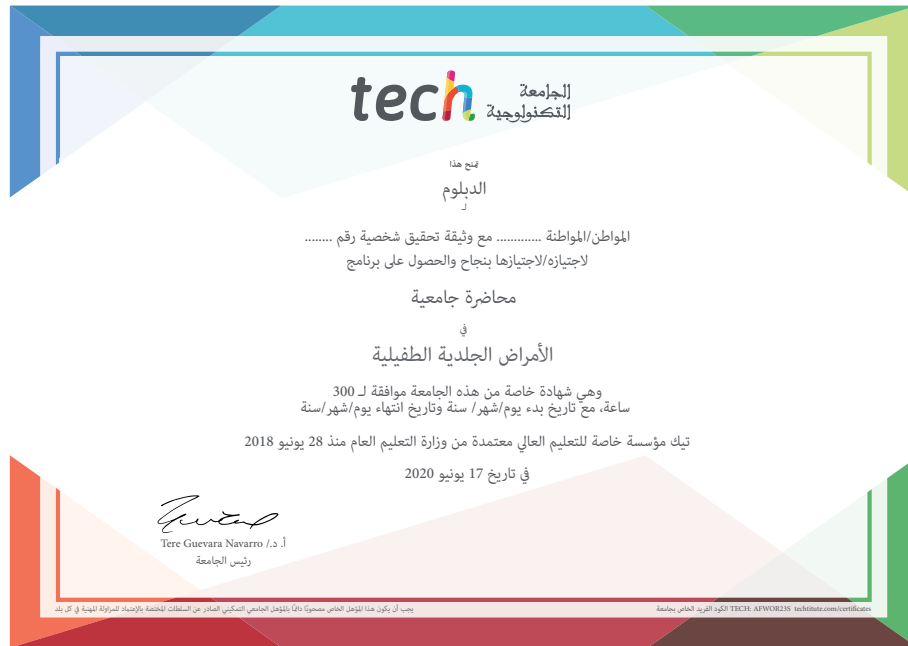 tech
الجامعة
التكنولوجية
تمنح هذا
الدبلوم
لـ
المواطن/المواطنة ............. مع وثيقة تحقيق شخصية رقم ........
لاجتيازه/لاجتيازها بنجاح والحصول على برنامج
محاضرة جامعية
في
الأمراض الجلدية الطفيلية
وهي شهادة خاصة من هذه الجامعة موافقة لـ 300
ساعة، مع تاريخ بدء يوم/شهر/ سنة وتاريخ انتهاء يوم/شهر/سنة
تيك مؤسسة خاصة للتعليم العالي معتمدة من وزارة التعليم العام منذ 28 يونيو 2018
في تاريخ 17 يونيو 2020
أ. د./ Tere Guevara Navarro
رئيس الجامعة
الكود الفريد الخاص بجامعة TECH: AFWOR23S techtitute.com/certificates
يجب أن يكون هذا المؤهل الخاص مصحوبًا دائمًا بالمؤهل الجامعي التمكيني الصادر عن السلطات المختصة بالإعتماد للمزاولة المهنية في كل بلد